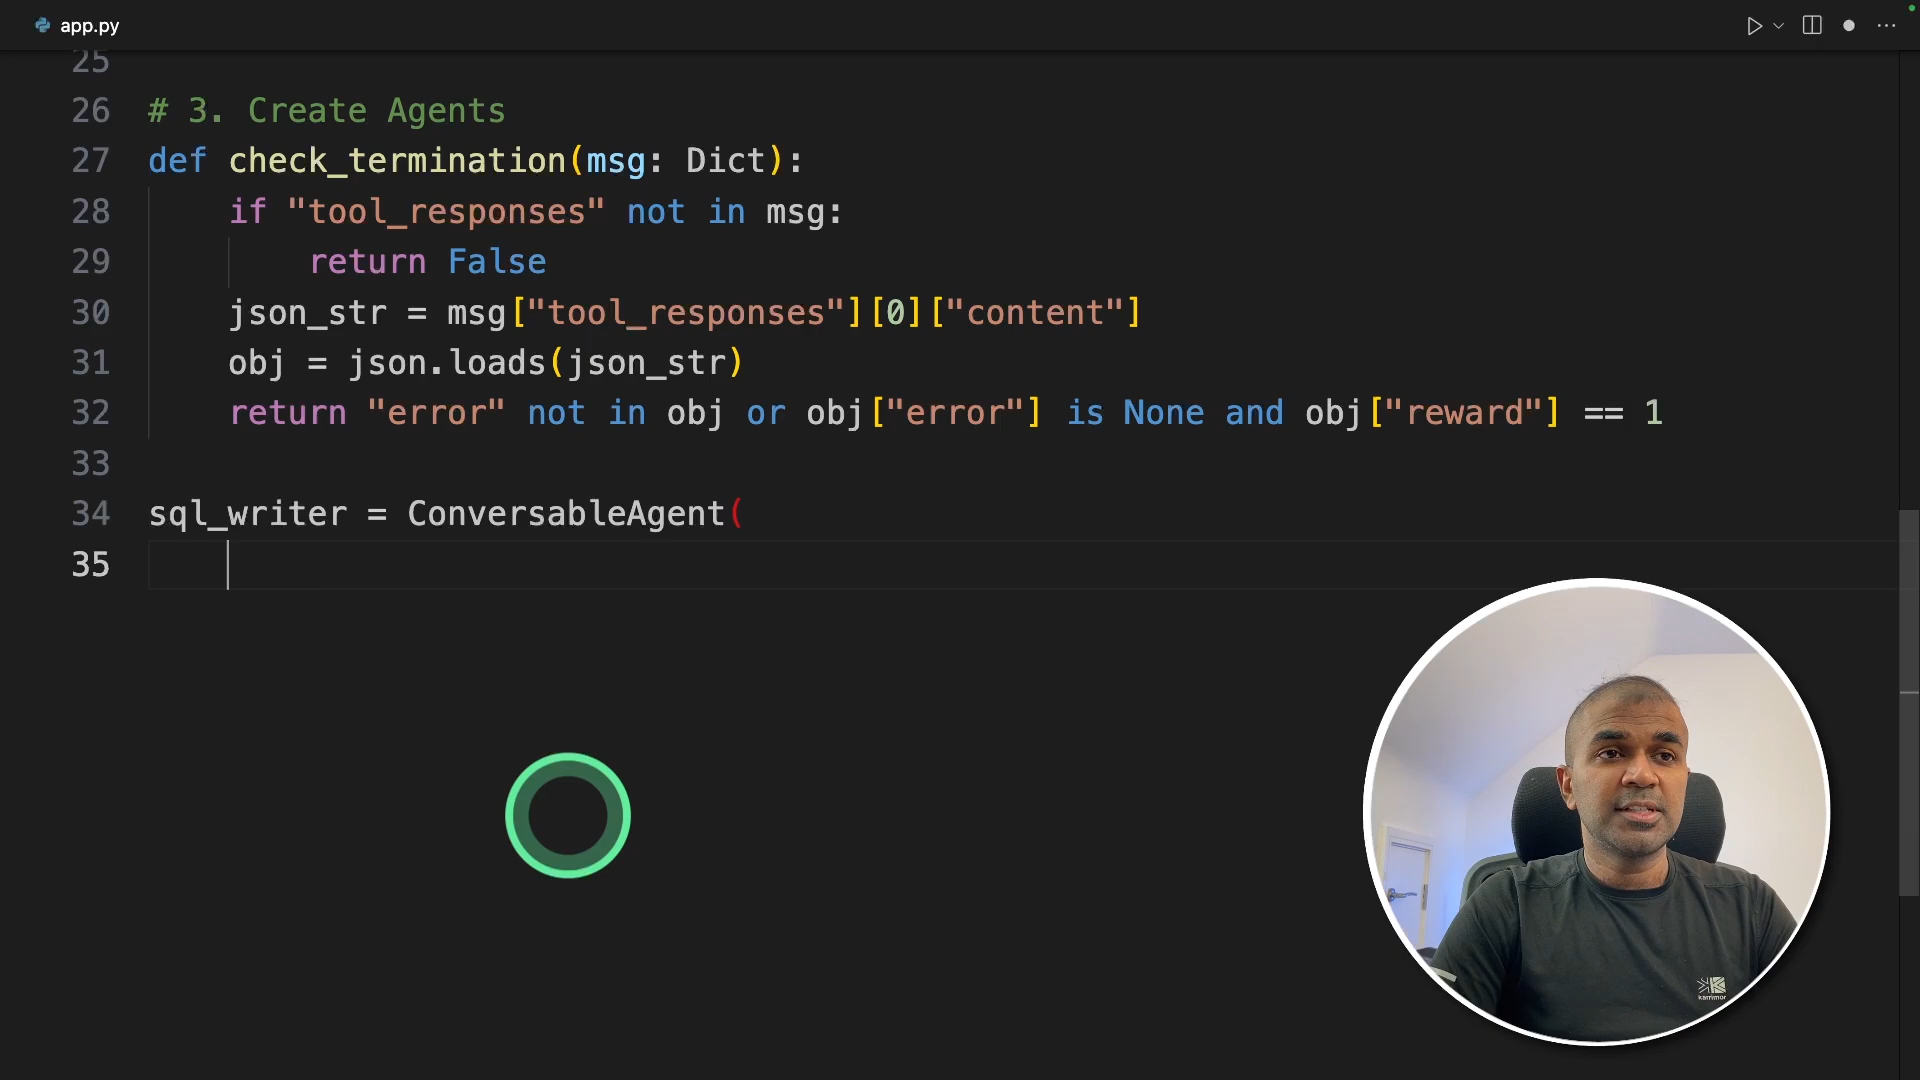 app.py
25
26 # 3. Create Agents
27 def check_termination(msg: Dict):
28 if "tool_responses" not in msg:
29 return False
30 json_str = msg["tool_responses"][0]["content"]
31 obj = json.loads(json_str)
32 return "error" not in obj or obj["error"] is None and obj["reward"] == 1
33
34 sql_writer = ConversableAgent(
35
karrimor